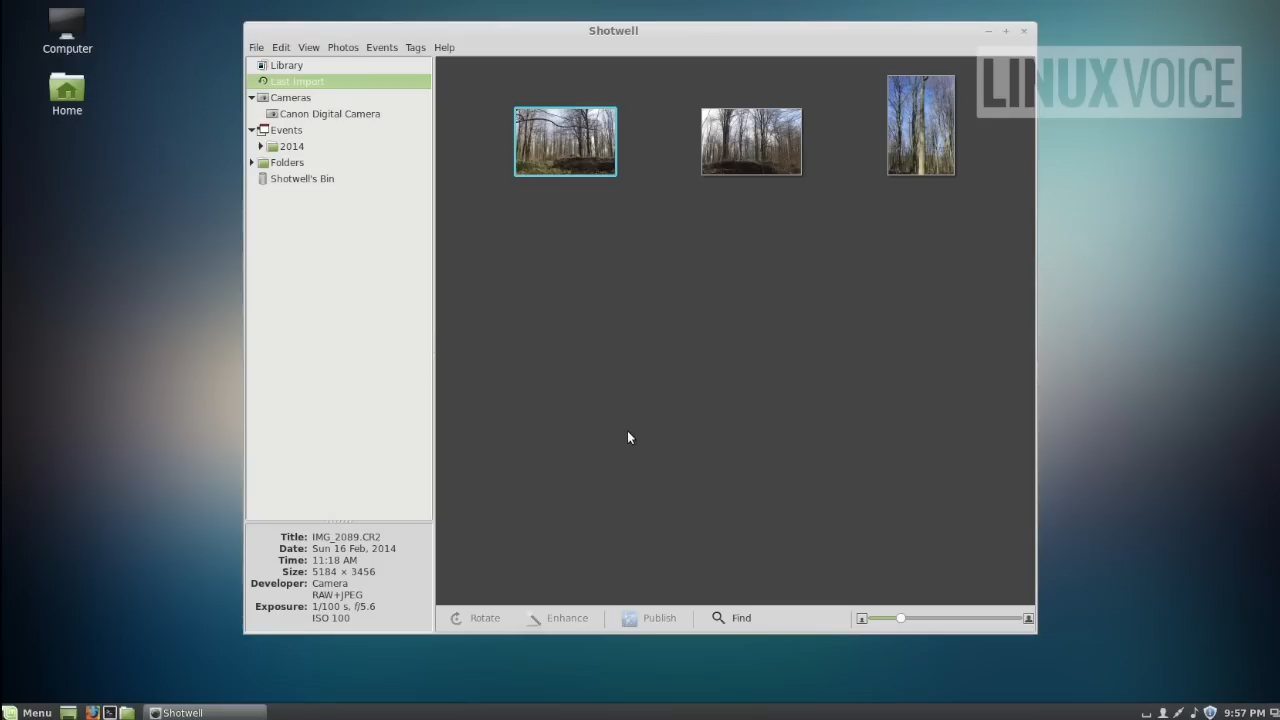 Computer
Home
Shotwell
File Edit View Photos Events Tags Help
Library
Last Import
Cameras
Canon Digital Camera
Events
2014
Folders
Shotwell's Bin
LINUXVOICE
Title: IMG_2089.CR2
Date: Sun 16 Feb, 2014
Time: 11:18 AM
Size: 5184 × 3456
Developer: Camera
RAW+JPEG
Exposure: 1/100 s, f/5.6
ISO 100
Rotate Enhance Publish Find
Menu Shotwell 9:57 PM